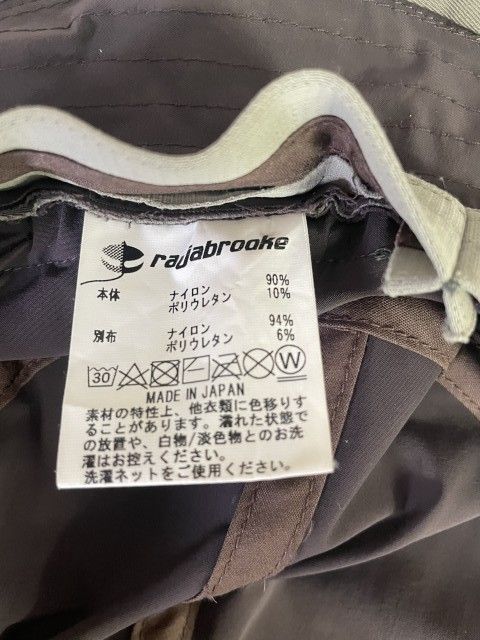 rajabrooke
本体 ナイロン 90%
ポリウレタン 10%
別布 ナイロン 94%
ポリウレタン 6%
30 W
MADE IN JAPAN
素材の特性上、他衣類に色移りす
ることがあります。濡れた状態で
の放置や、白物/淡色物とのお洗
濯はお控えください。
洗濯ネットをご使用ください。